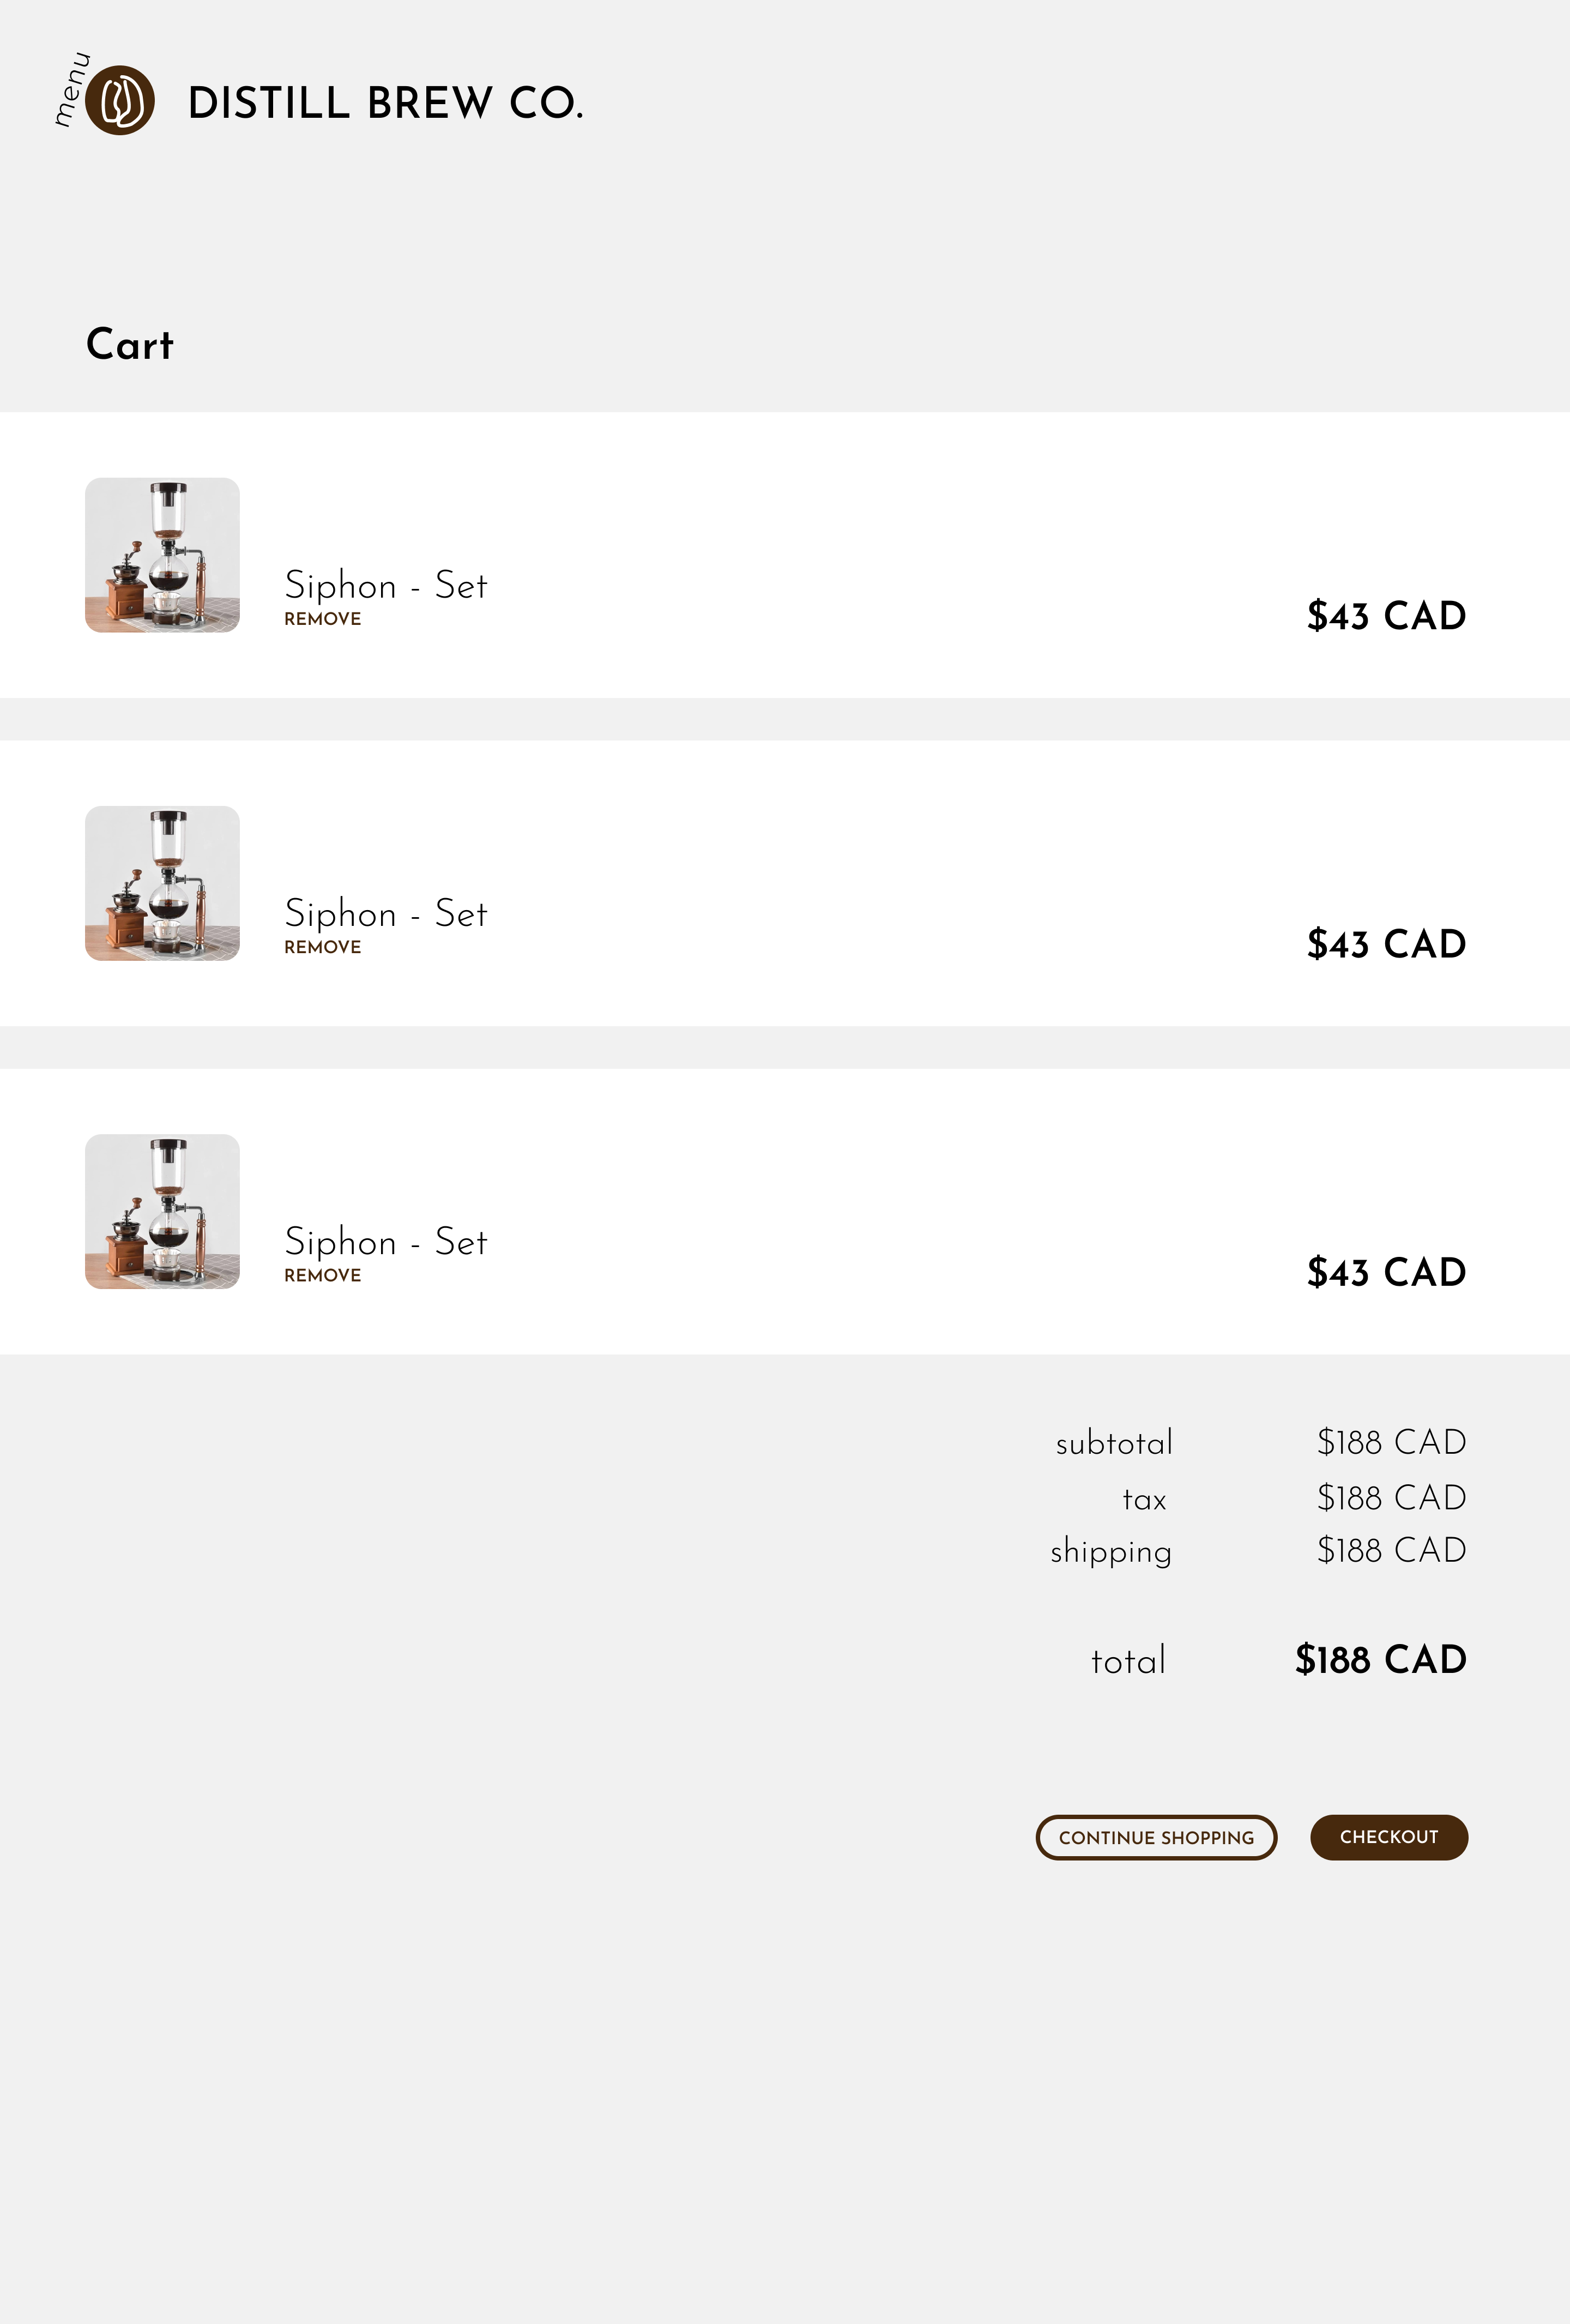 menu
DISTILL BREW CO.
Cart
Siphon - Set
REMOVE
$43 CAD
Siphon - Set
REMOVE
$43 CAD
Siphon - Set
REMOVE
$43 CAD
subtotal $188 CAD
tax $188 CAD
shipping $188 CAD
total $188 CAD
CONTINUE SHOPPING CHECKOUT